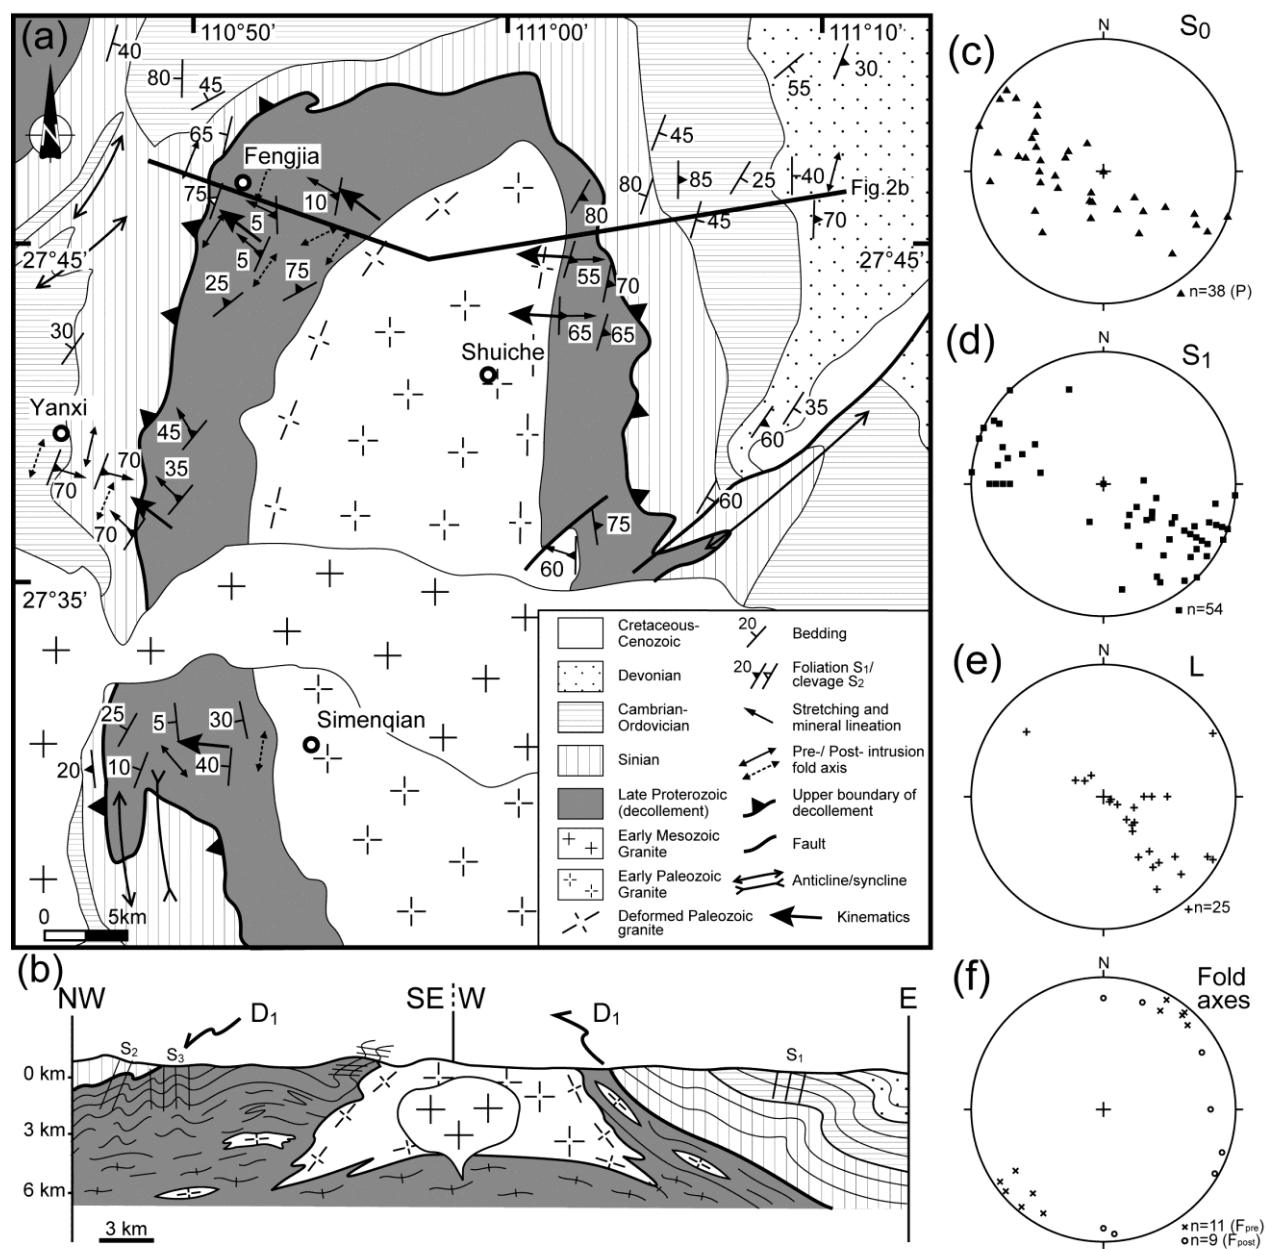 (a)
110°50'
111°00'
111°10'
40
80
45
65
55
30
N
Fengjia
45
75
10
5
80
85
25
40
Fig.2b
80
45
70
27°45'
27°45'
5
25
75
55
70
30
65
65
Shuiche
Yanxi
45
35
60
70
35
70
60
70
75
60
27°35'
25
5
30
Simenqian
20
10
40
0
5km
Cretaceous-
Cenozoic
Devonian
Cambrian-
Ordovician
Sinian
Late Proterozoic
(decollement)
Early Mesozoic
Granite
Early Paleozoic
Granite
Deformed Paleozoic
granite
20
Bedding
20
Foliation S1/
clevage S2
Stretching and
mineral lineation
Pre-/ Post- intrusion
fold axis
Upper boundary of
decollement
Fault
Anticline/syncline
Kinematics
(b)
NW
SE
W
E
D1
D1
S2
S3
S1
0 km
3 km
6 km
3 km
(c)
N
S0
n=38 (P)
(d)
N
S1
n=54
(e)
N
L
n=25
(f)
N
Fold
axes
n=11 (Fpre)
n=9 (Fpost)